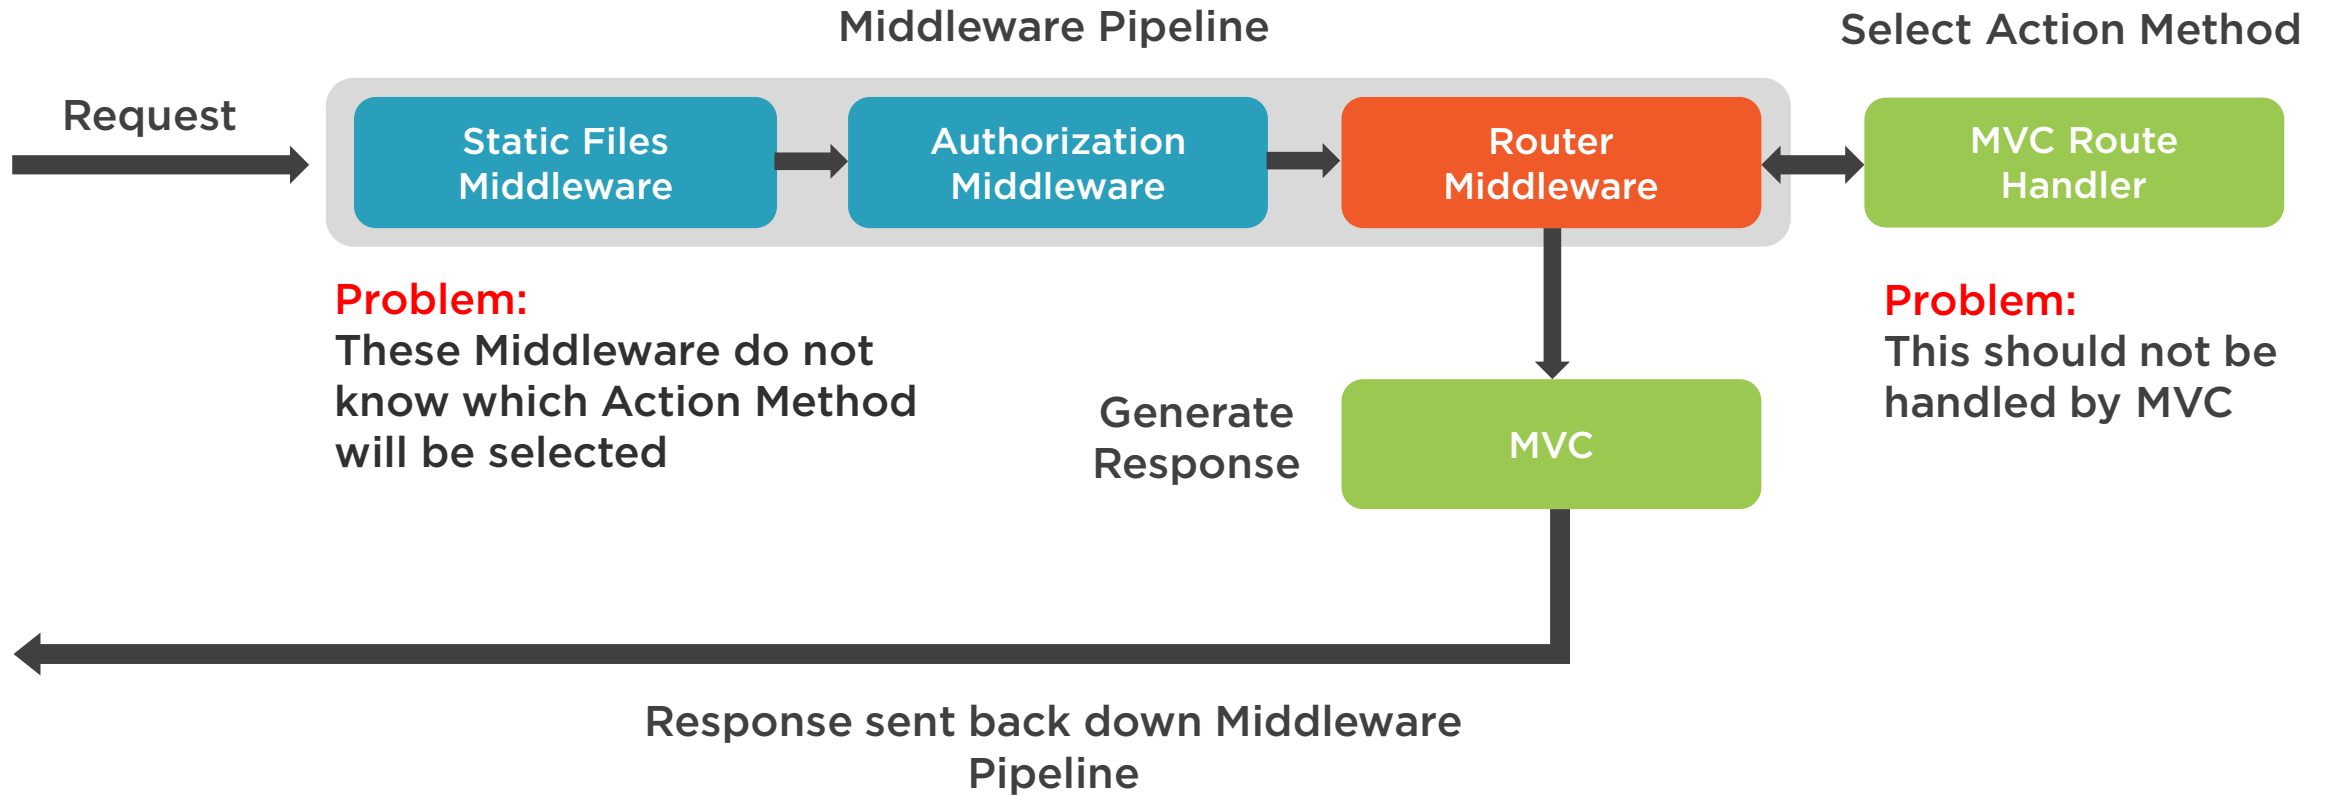 Middleware Pipeline
Select Action Method
Request
Static Files
Middleware
Authorization
Middleware
Router
Middleware
MVC Route
Handler
Problem:
These Middleware do not
know which Action Method
will be selected
Problem:
This should not be
handled by MVC
Generate
Response
MVC
Response sent back down Middleware
Pipeline